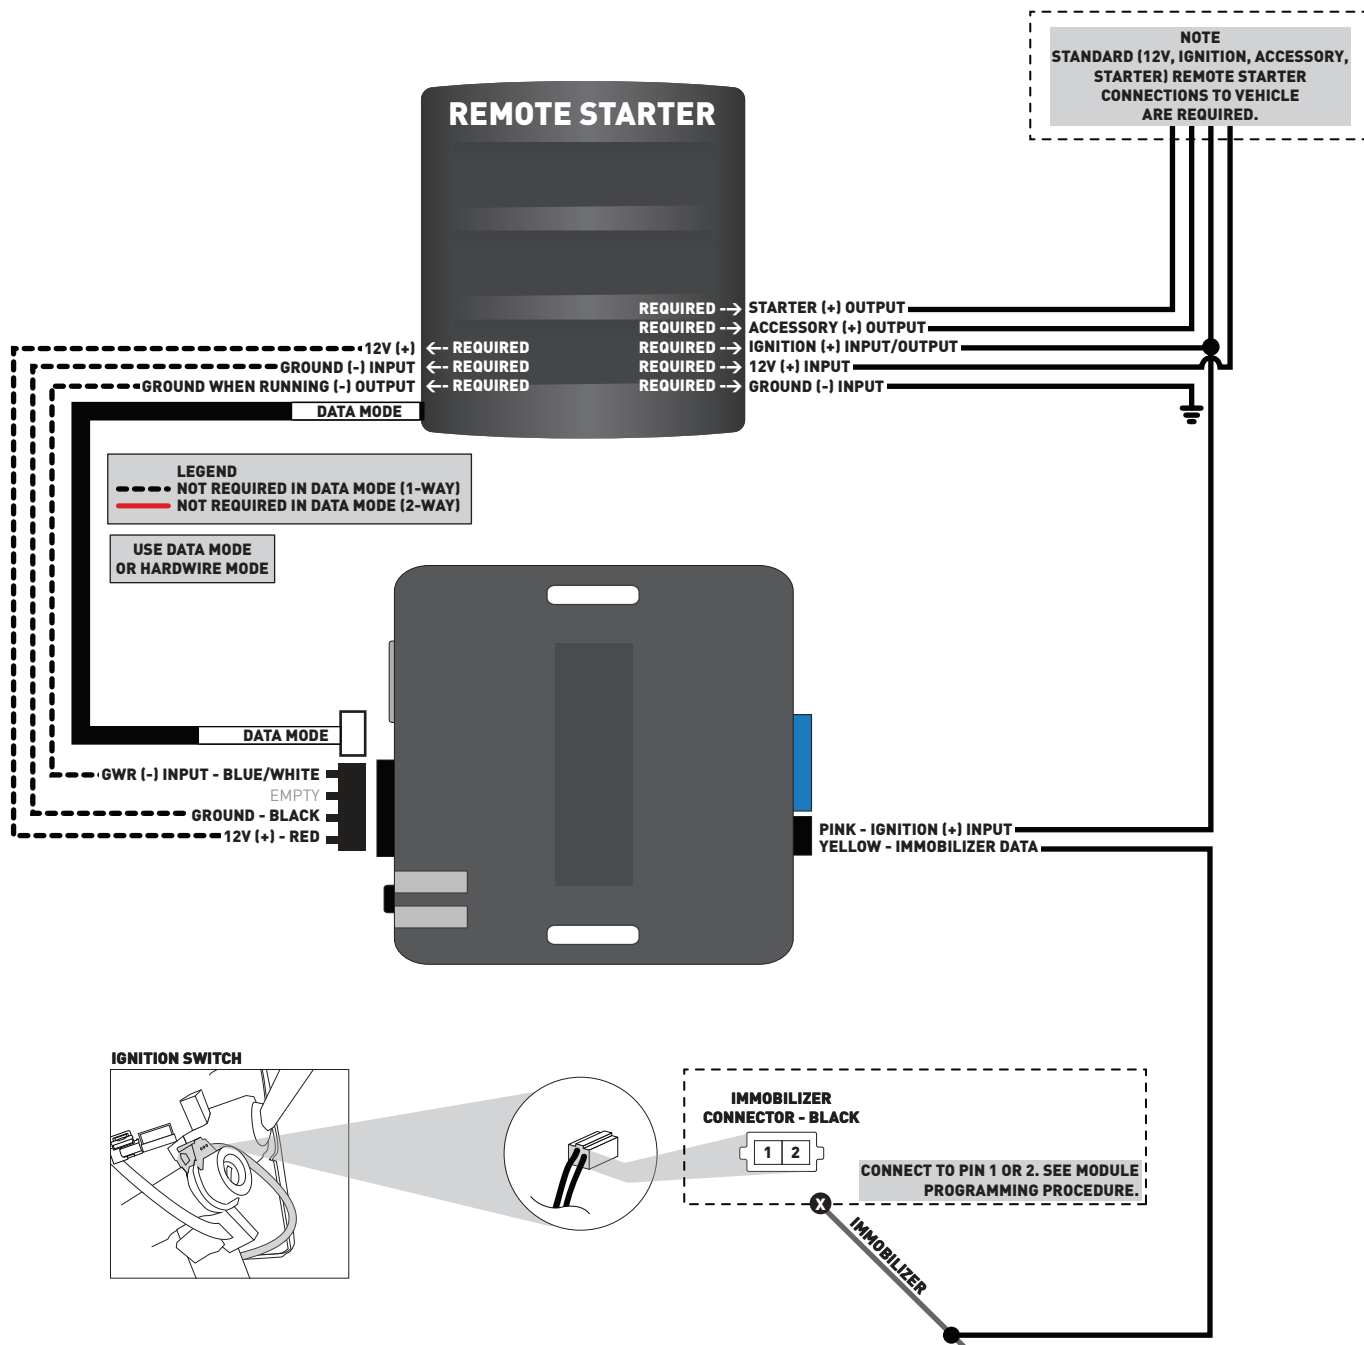 NOTE
STANDARD (12V, IGNITION, ACCESSORY,
STARTER) REMOTE STARTER
CONNECTIONS TO VEHICLE
ARE REQUIRED.
REMOTE STARTER
REQUIRED --> STARTER (+) OUTPUT
REQUIRED --> ACCESSORY (+) OUTPUT
12V (+) <-- REQUIRED
REQUIRED --> IGNITION (+) INPUT/OUTPUT
GROUND (-) INPUT <-- REQUIRED
REQUIRED --> 12V (+) INPUT
GROUND WHEN RUNNING (-) OUTPUT <-- REQUIRED
REQUIRED --> GROUND (-) INPUT
DATA MODE
LEGEND
NOT REQUIRED IN DATA MODE (1-WAY)
NOT REQUIRED IN DATA MODE (2-WAY)
USE DATA MODE
OR HARDWIRE MODE
DATA MODE
GWR (-) INPUT - BLUE/WHITE
EMPTY
GROUND - BLACK
12V (+) - RED
PINK - IGNITION (+) INPUT
YELLOW - IMMOBILIZER DATA
IGNITION SWITCH
IMMOBILIZER
CONNECTOR - BLACK
1 2
CONNECT TO PIN 1 OR 2. SEE MODULE
PROGRAMMING PROCEDURE.
X
IMMOBILIZER